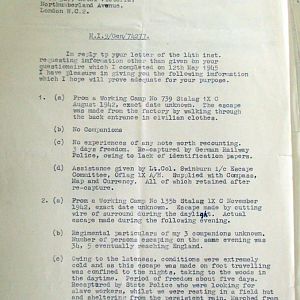 Northumberland Avenue.
London W.C.2.
M.I.9/Gen/74277.
In reply to your letter of the 14th inst.
requesting information other than given on your
questionnaire which I completed on 12th May 1945
I have pleasure in giving you the following information
which I hope will prove adequate for your purpose.
1. (a) From a Working Camp No 739 Stalag IX C
August 1942, exact date unknown. The escape
was made from the factory by walking through
the back entrance in civilian clothes.
(b) No Companions
(c) No experiences of any note worth recounting.
3 days freedom. Re-captured by German Railway
Police, owing to lack of identification papers.
(d) Assistance given by Lt.Col. Swinburn i/c Escape
Committee, Oflag IX A/H. Supplied with Compass,
Map and Currency. All of which retained after
re-capture.
2. (a) From a Working Camp No 135b Stalag IX C November
1942, exact date unknown. Escape made by cutting
wire of surround during the daylight. Actual
escape made during the following evening.
(b) Regimental particulars of my 3 companions unknown.
Number of persons escaping on the same evening was
34, 5 eventually reaching England.
(c) Owing to the lateness, conditions were extremely
cold and as this escape was made on foot travelling
was confined to the nights, taking to the woods in
the daytime. Period of freedom about five days.
Recaptured by State Police who were looking for
slave workers, whilst we were resting in a field hut
and sheltering from the persistent rain.